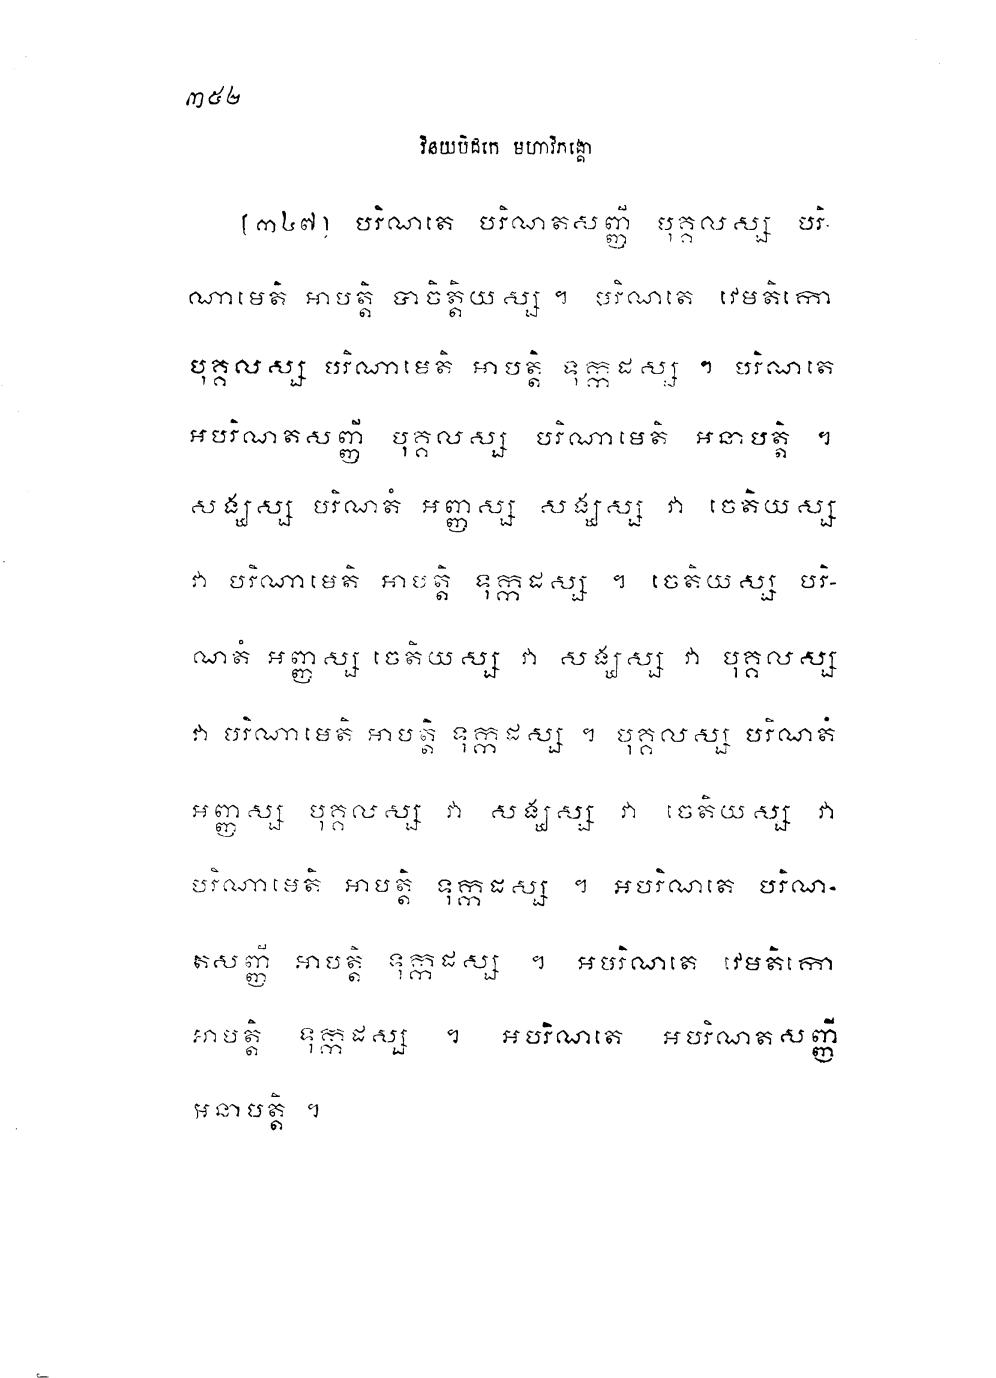 ៣៥២
វិនយបិដកេ មហាវិភង្គោ
[៣៤៧] បរិណតេ បរិណតសញ្ញី បុគ្គលស្ស បរិ-
ណាមេតិ អាបត្តិ បាចិត្តិយស្ស ។ បរិណតេ វេមតិកោ
បុគ្គលស្ស បរិណាមេតិ អាបត្តិ ទុក្កដស្ស ។ បរិណតេ
អបរិណតសញ្ញី បុគ្គលស្ស បរិណាមេតិ អនាបត្តិ ។
សង្ឃស្ស បរិណតំ អញ្ញស្ស សង្ឃស្ស វា ចេតិយស្ស
វា បរិណាមេតិ អាបត្តិ ទុក្កដស្ស ។ ចេតិយស្ស បរិ-
ណតំ អញ្ញស្ស ចេតិយស្ស វា សង្ឃស្ស វា បុគ្គលស្ស
វា បរិណាមេតិ អាបត្តិ ទុក្កដស្ស ។ បុគ្គលស្ស បរិណតំ
អញ្ញស្ស បុគ្គលស្ស វា សង្ឃស្ស វា ចេតិយស្ស វា
បរិណាមេតិ អាបត្តិ ទុក្កដស្ស ។ អបរិណតេ បរិណ-
តសញ្ញី អាបត្តិ ទុក្កដស្ស ។ អបរិណតេ វេមតិកោ
អាបត្តិ ទុក្កដស្ស ។ អបរិណតេ អបរិណតសញ្ញី
អនាបត្តិ ។